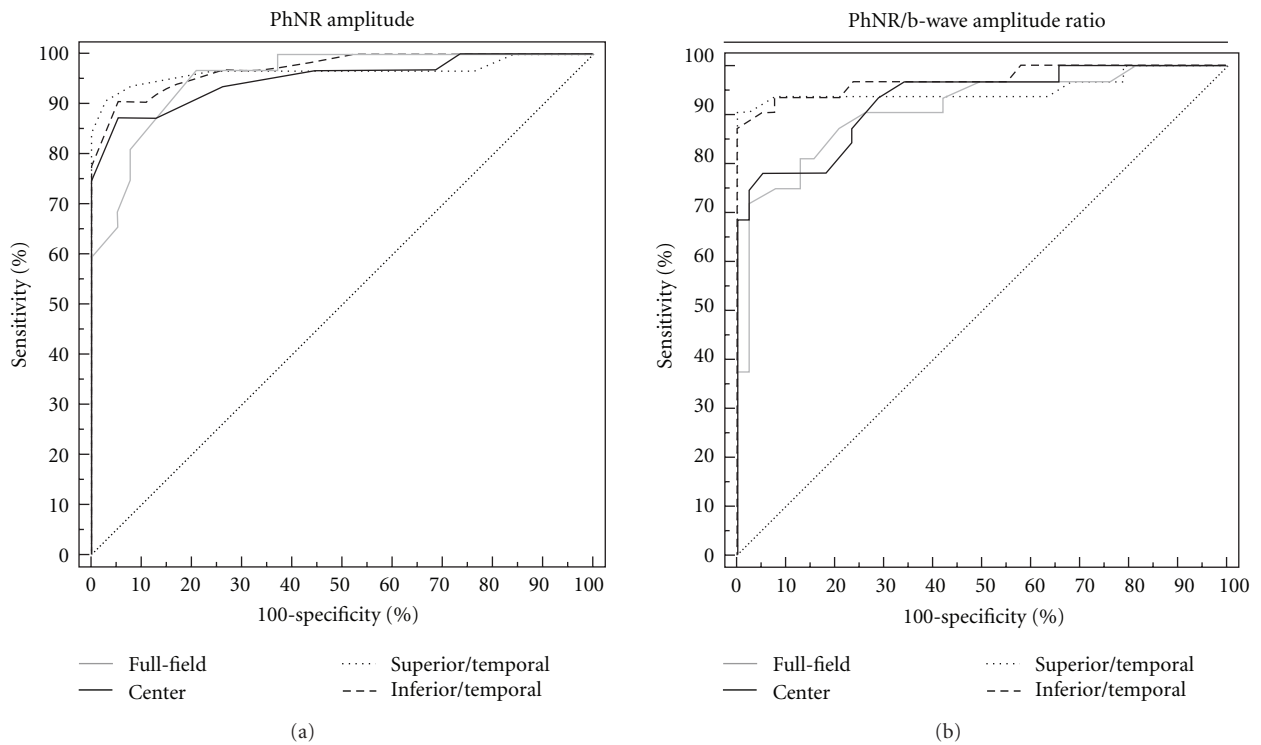 PhNR amplitude
100
90
80
70
60
50
40
30
20
10
0
Sensitivity (%)
0 10 20 30 40 50 60 70 80 90 100
100-specificity (%)
Full-field
Center
Superior/temporal
Inferior/temporal
(a)
PhNR/b-wave amplitude ratio
100
90
80
70
60
50
40
30
20
10
0
Sensitivity (%)
0 10 20 30 40 50 60 70 80 90 100
100-specificity (%)
Full-field
Center
Superior/temporal
Inferior/temporal
(b)